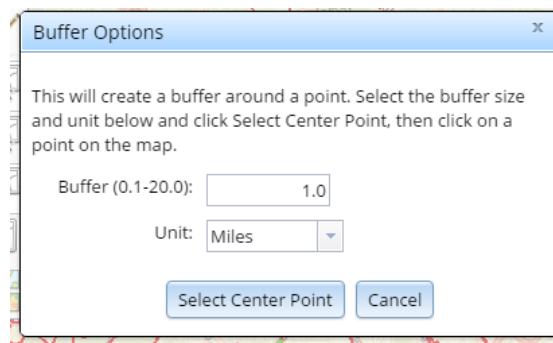 Buffer Options
x
This will create a buffer around a point. Select the buffer size
and unit below and click Select Center Point, then click on a
point on the map.
Buffer (0.1-20.0): 1.0
Unit: Miles
Select Center Point Cancel